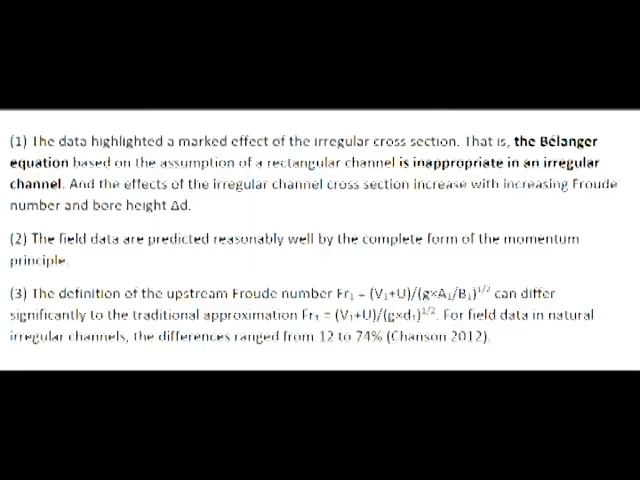 (1) The data highlighted a marked effect of the irregular cross section. That is, the Bélanger
equation based on the assumption of a rectangular channel is inappropriate in an irregular
channel. And the effects of the irregular channel cross section increase with increasing Froude
number and bore height Δd.
(2) The field data are predicted reasonably well by the complete form of the momentum
principle.
(3) The definition of the upstream Froude number Fr₁ = (V₁+U)/(g×A₁/B₁)^1/2 can differ
significantly to the traditional approximation Fr₁ = (V₁+U)/(g×d₁)^1/2. For field data in natural
irregular channels, the differences ranged from 12 to 74% (Chanson 2012).